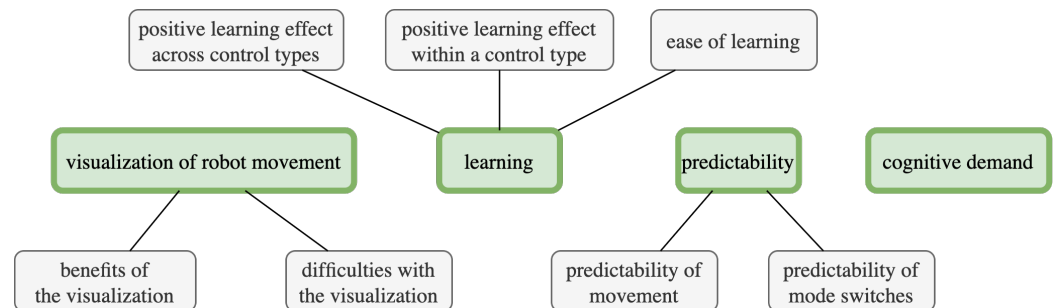 positive learning effect
across control types
positive learning effect
within a control type
ease of learning
visualization of robot movement
learning
predictability
cognitive demand
benefits of
the visualization
difficulties with
the visualization
predictability of
movement
predictability of
mode switches